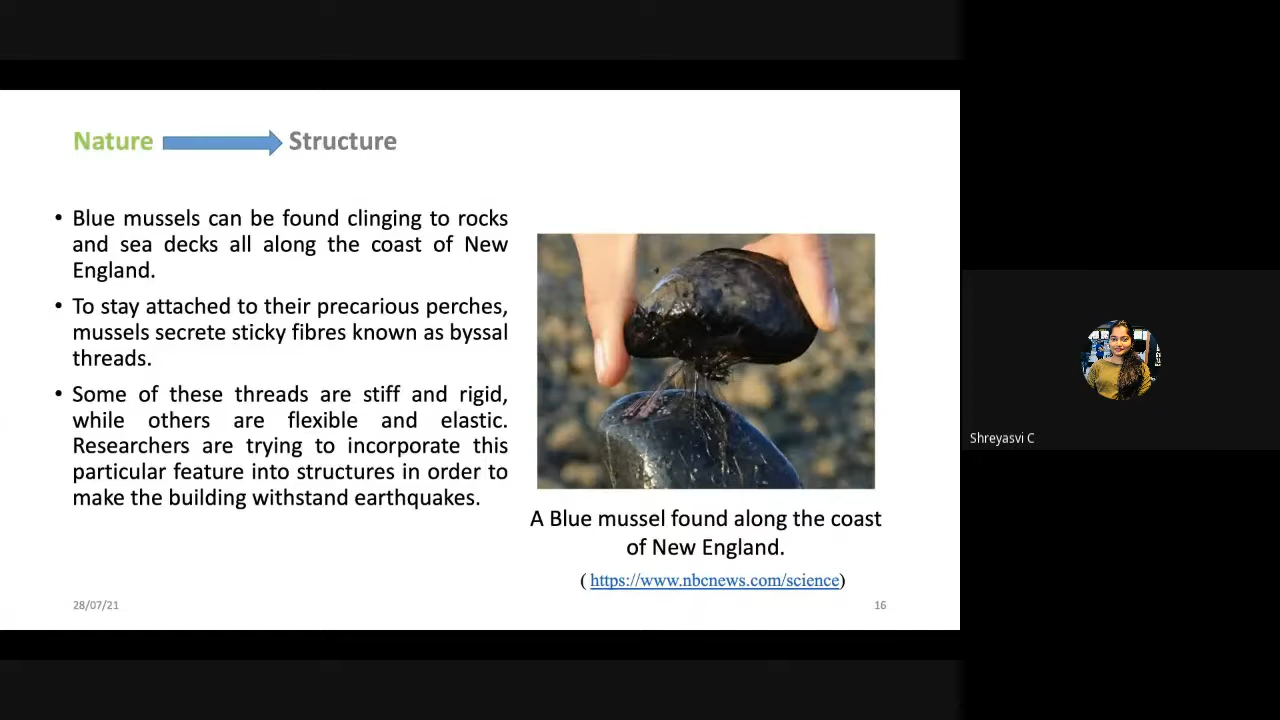 Nature
Structure
• Blue mussels can be found clinging to rocks
and sea decks all along the coast of New
England.
• To stay attached to their precarious perches,
mussels secrete sticky fibres known as byssal
threads.
• Some of these threads are stiff and rigid,
while others are flexible and elastic.
Researchers are trying to incorporate this
particular feature into structures in order to
make the building withstand earthquakes.
A Blue mussel found along the coast
of New England.
( https://www.nbcnews.com/science)
28/07/21
16
Shreyasvi C